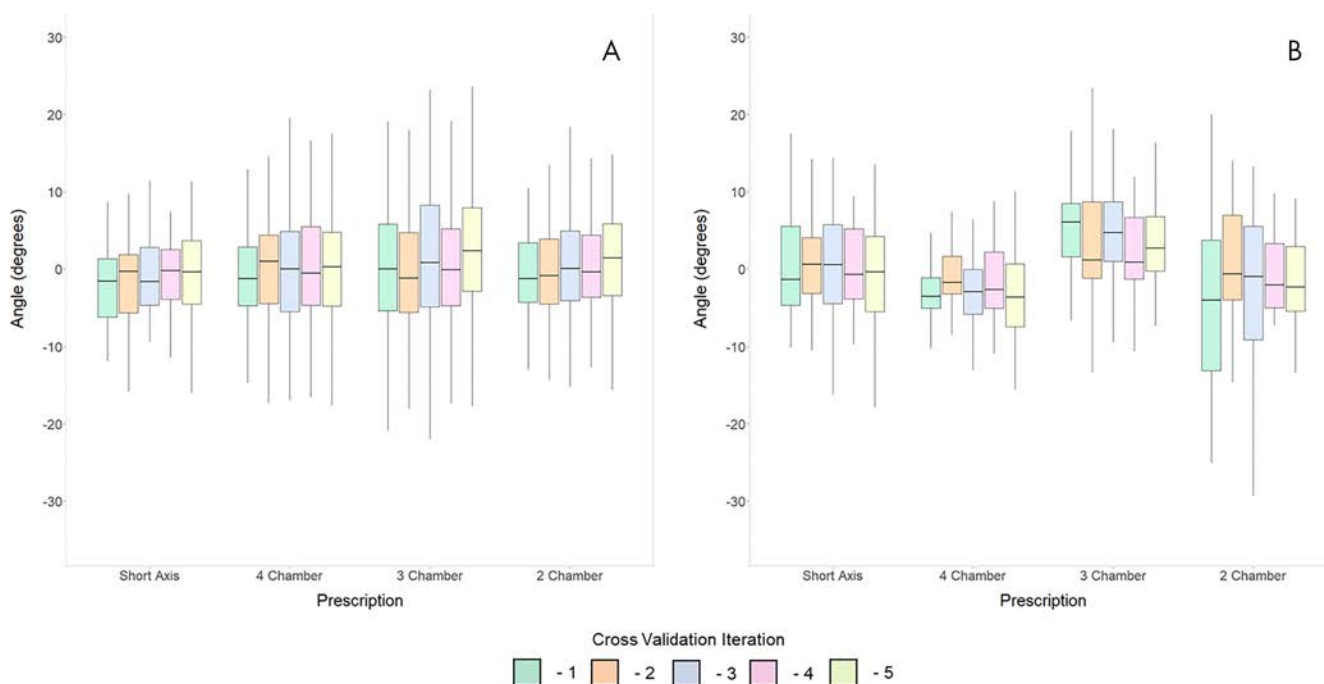 A
30
20
10
0
-10
-20
-30
Angle (degrees)
Short Axis
4 Chamber
3 Chamber
2 Chamber
Prescription
B
30
20
10
0
-10
-20
-30
Angle (degrees)
Short Axis
4 Chamber
3 Chamber
2 Chamber
Prescription
Cross Validation Iteration
- 1 - 2 - 3 - 4 - 5